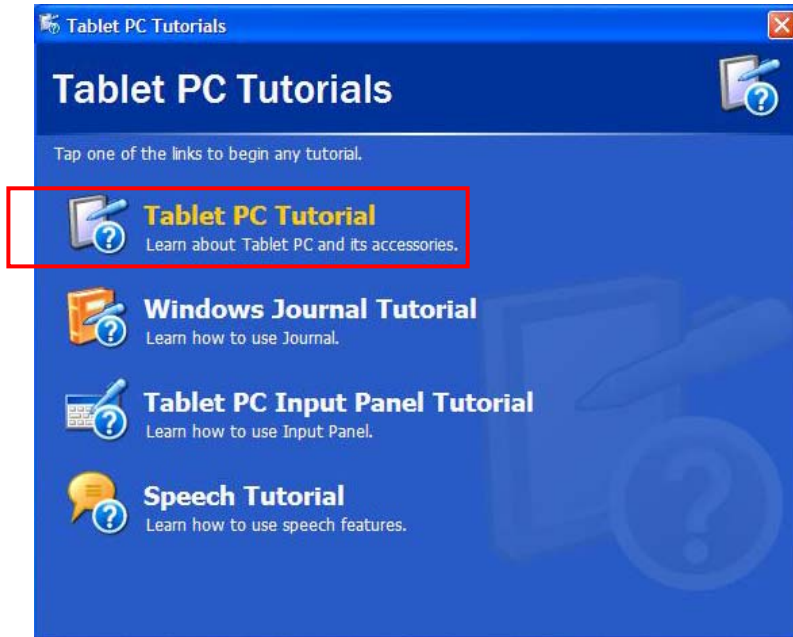 Tablet PC Tutorials
Tablet PC Tutorials
Tap one of the links to begin any tutorial.
Tablet PC Tutorial
Learn about Tablet PC and its accessories.
Windows Journal Tutorial
Learn how to use Journal.
Tablet PC Input Panel Tutorial
Learn how to use Input Panel.
Speech Tutorial
Learn how to use speech features.